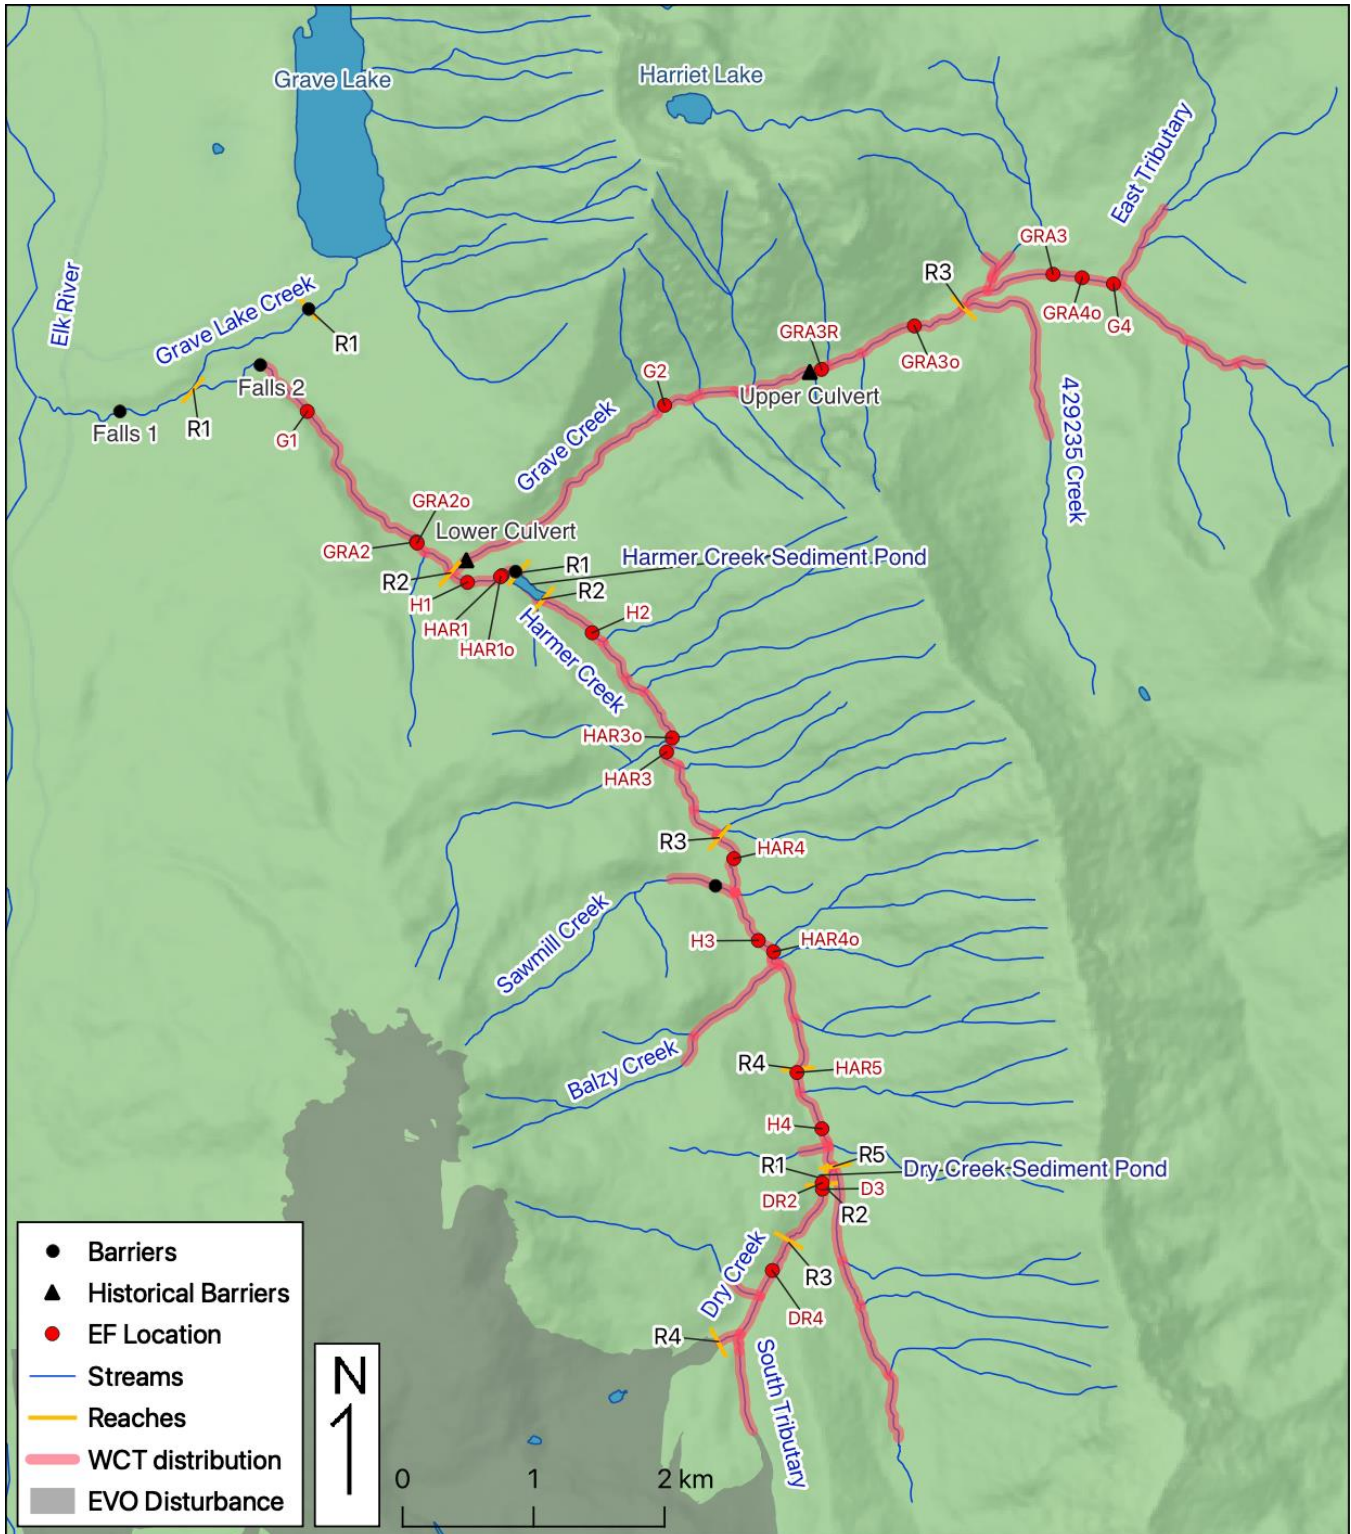 Grave Lake
Harriet Lake
East Tributary
GRA3
R3
Elk River
Grave Lake Creek
GRA4o
G4
R1
GRA3R
GRA3o
G2
Falls 2
Upper Culvert
Falls 1
R1
G1
429235 Creek
Grave Creek
GRA2o
Lower Culvert
GRA2
Harmer Creek Sediment Pond
R1
R2
R2
H1
HAR1
H2
HAR1o
Harmer Creek
HAR3o
HAR3
R3
HAR4
Sawmill Creek
H3
HAR4o
Balzy Creek
R4
HAR5
H4
R5
R1
Dry Creek Sediment Pond
DR2
D3
R2
Dry Creek
R3
DR4
R4
South Tributary
Barriers
Historical Barriers
EF Location
Streams
Reaches
WCT distribution
EVO Disturbance
N
0 1 2 km